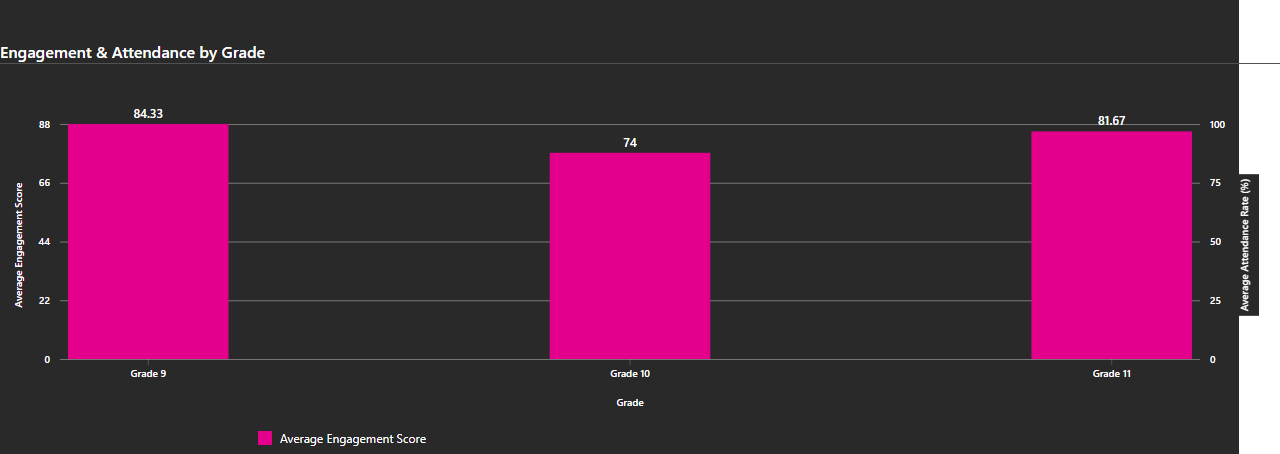 Engagement & Attendance by Grade
84.33
74
81.67
88
66
44
22
0
Average Engagement Score
100
75
50
25
0
Average Attendance Rate (%)
Grade 9
Grade 10
Grade 11
Grade
Average Engagement Score